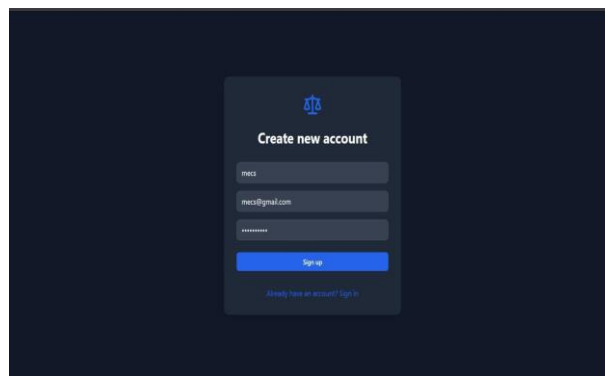 Create new account
mecs
mecs@gmail.com
••••••••••
Sign up
Already have an account? Sign in